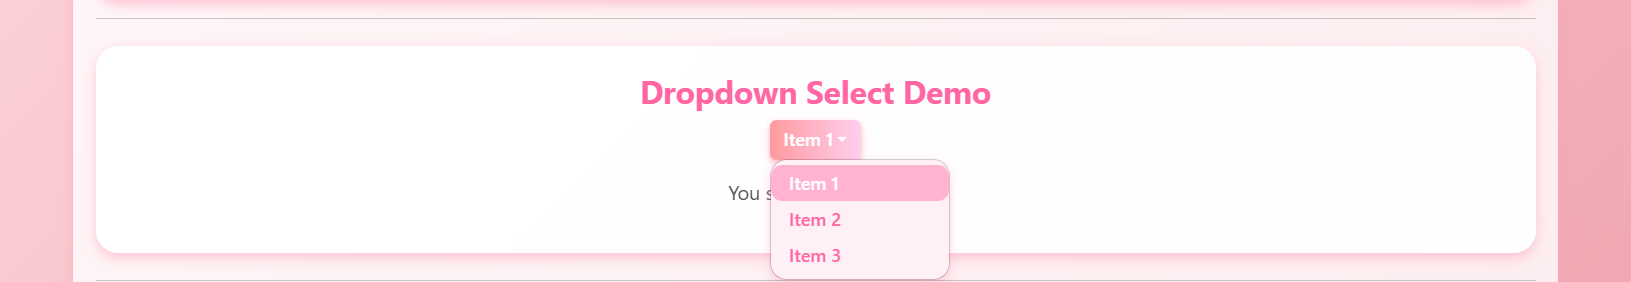 Dropdown Select Demo
Item 1
Item 1
You
Item 2
Item 3